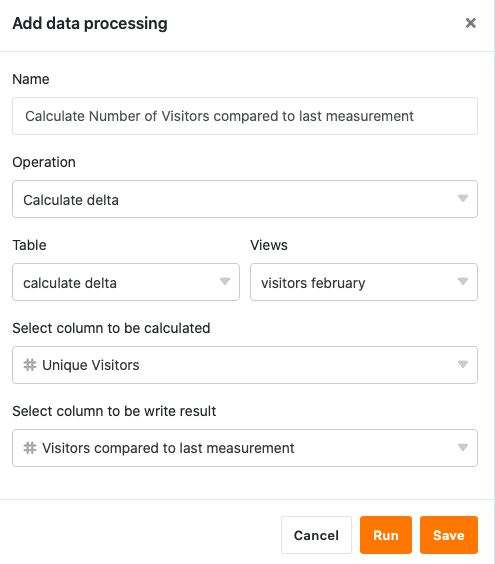 Add data processing
Name
Calculate Number of Visitors compared to last measurement
Operation
Calculate delta
Table Views
calculate delta visitors february
Select column to be calculated
Unique Visitors
Select column to be write result
Visitors compared to last measurement
Cancel Run Save